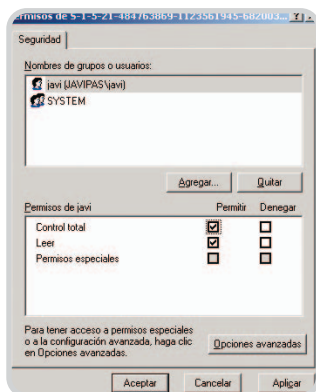 Permisos de S-1-5-21-484763869-1123561945-682003...
Seguridad
Nombres de grupos o usuarios:
javi (JAVIPAS\javi)
SYSTEM
Agregar... Quitar
Permisos de javi Permitir Denegar
Control total
Leer
Permisos especiales
Para tener acceso a permisos especiales
o a la configuración avanzada, haga clic
en Opciones avanzadas.
Opciones avanzadas
Aceptar Cancelar Aplicar